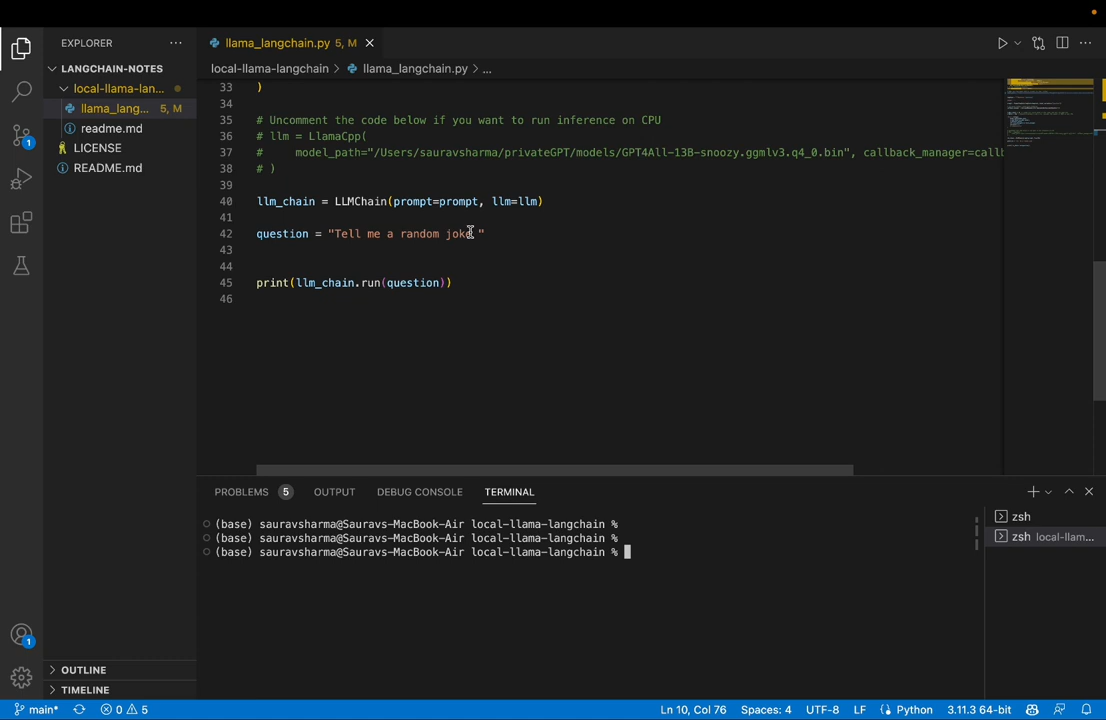 EXPLORER
LANGCHAIN-NOTES
local-llama-lan...
llama_lang... 5, M
readme.md
LICENSE
README.md
OUTLINE
TIMELINE
llama_langchain.py 5, M
local-llama-langchain > llama_langchain.py > ...
33 )
34
35 # Uncomment the code below if you want to run inference on CPU
36 # llm = LlamaCpp(
37 #     model_path="/Users/sauravsharma/privateGPT/models/GPT4All-13B-snoozy.ggmlv3.q4_0.bin", callback_manager=callb
38 # )
39
40 llm_chain = LLMChain(prompt=prompt, llm=llm)
41
42 question = "Tell me a random joke "
43
44
45 print(llm_chain.run(question))
46
PROBLEMS 5 OUTPUT DEBUG CONSOLE TERMINAL
(base) sauravsharma@Sauravs-MacBook-Air local-llama-langchain %
(base) sauravsharma@Sauravs-MacBook-Air local-llama-langchain %
(base) sauravsharma@Sauravs-MacBook-Air local-llama-langchain %
zsh
zsh local-llam...
1
1
main* 0 5 Ln 10, Col 76 Spaces: 4 UTF-8 LF Python 3.11.3 64-bit